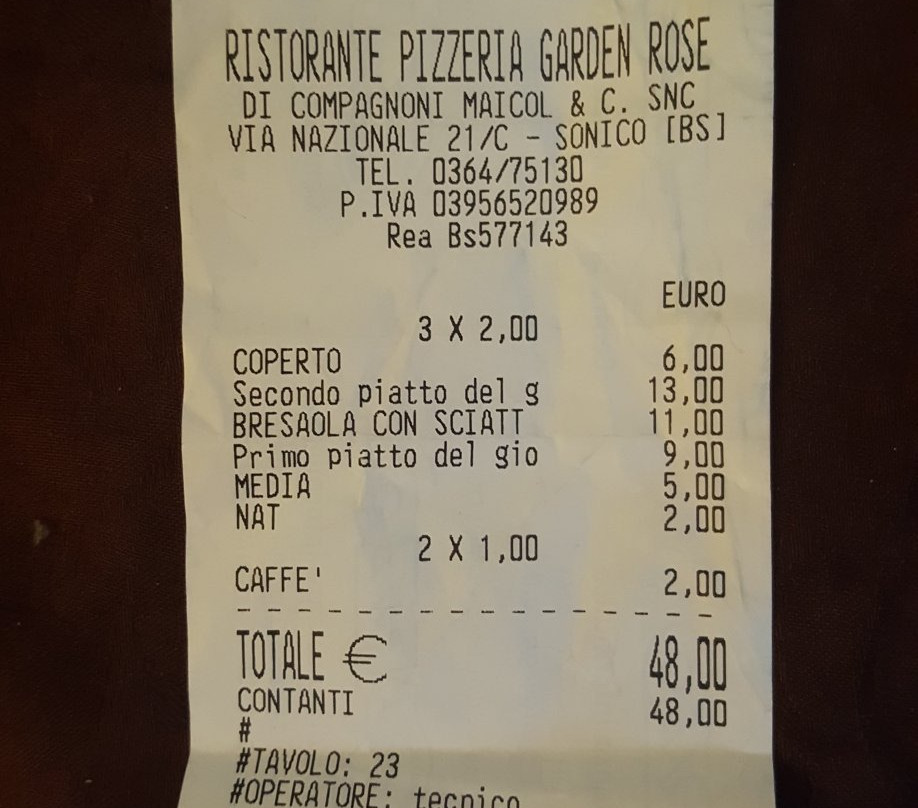 RISTORANTE PIZZERIA GARDEN ROSE
DI COMPAGNONI MAICOL & C. SNC
VIA NAZIONALE 21/C - SONICO [BS]
TEL. 0364/75130
P.IVA 03956520989
Rea Bs577143
EURO
3 X 2,00
COPERTO 6,00
Secondo piatto del g 13,00
BRESAOLA CON SCIATT 11,00
Primo piatto del gio 9,00
MEDIA 5,00
NAT 2,00
2 X 1,00
CAFFE' 2,00
- - - - - - - - - - - - - - - - - - -
TOTALE € 48,00
CONTANTI 48,00
#
#TAVOLO: 23
#OPERATORE: tecnico